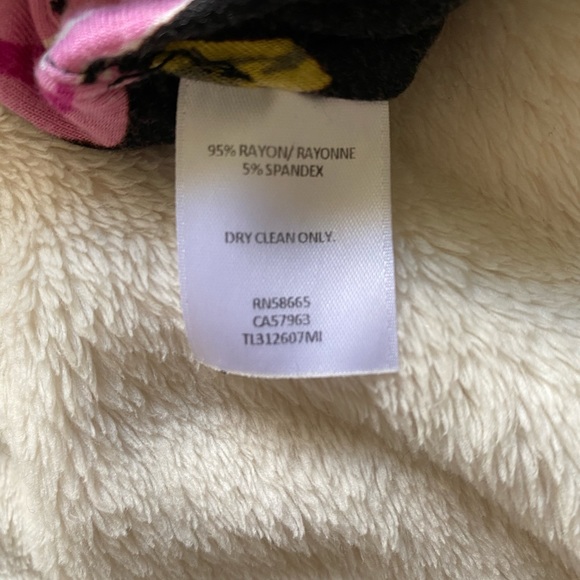 95% RAYON/ RAYONNE
5% SPANDEX
DRY CLEAN ONLY.
RN58665
CA57963
TL312607MI